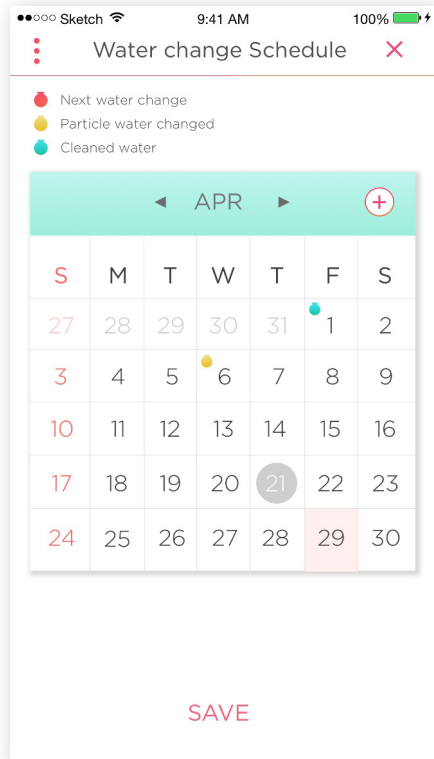 Sketch 9:41 AM 100%
Water change Schedule
Next water change
Particle water changed
Cleaned water
APR
S M T W T F S
27 28 29 30 31 1 2
3 4 5 6 7 8 9
10 11 12 13 14 15 16
17 18 19 20 21 22 23
24 25 26 27 28 29 30
SAVE